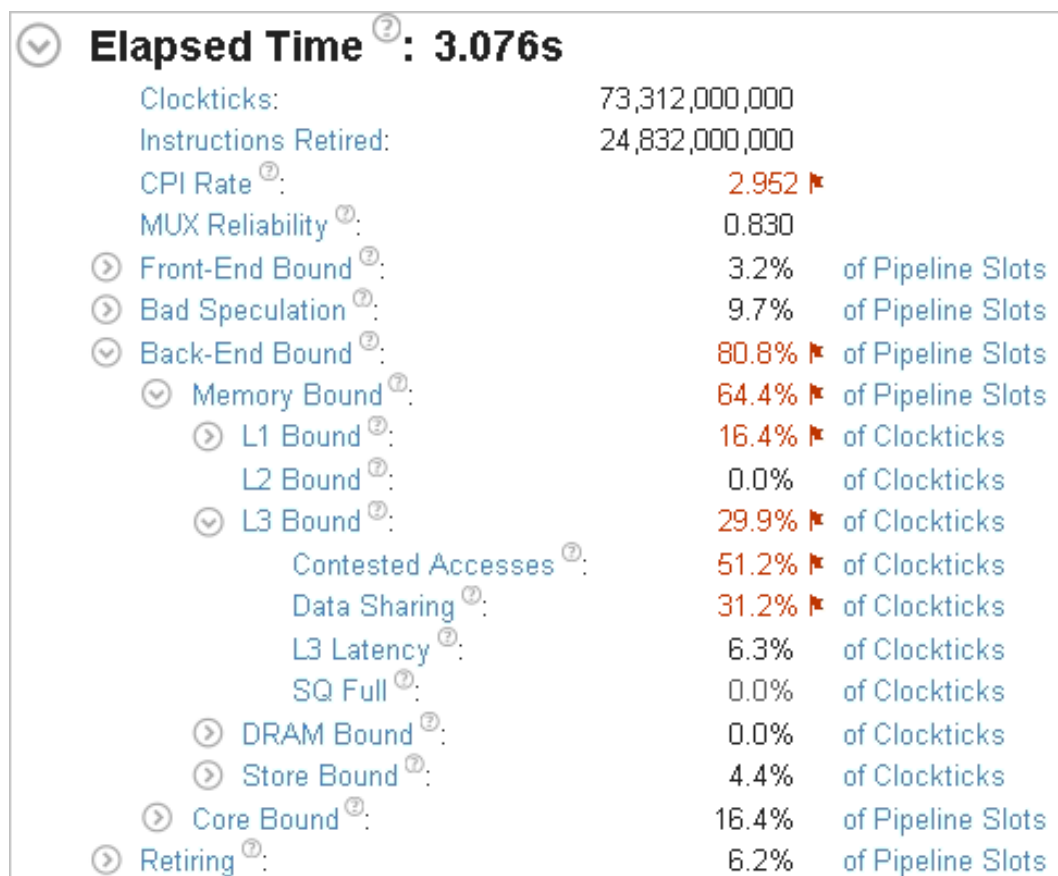 Elapsed Time ?: 3.076s
Clockticks: 73,312,000,000
Instructions Retired: 24,832,000,000
CPI Rate ?: 2.952
MUX Reliability ?: 0.830
Front-End Bound ?: 3.2% of Pipeline Slots
Bad Speculation ?: 9.7% of Pipeline Slots
Back-End Bound ?: 80.8% of Pipeline Slots
Memory Bound ?: 64.4% of Pipeline Slots
L1 Bound ?: 16.4% of Clockticks
L2 Bound ?: 0.0% of Clockticks
L3 Bound ?: 29.9% of Clockticks
Contested Accesses ?: 51.2% of Clockticks
Data Sharing ?: 31.2% of Clockticks
L3 Latency ?: 6.3% of Clockticks
SQ Full ?: 0.0% of Clockticks
DRAM Bound ?: 0.0% of Clockticks
Store Bound ?: 4.4% of Clockticks
Core Bound ?: 16.4% of Pipeline Slots
Retiring ?: 6.2% of Pipeline Slots